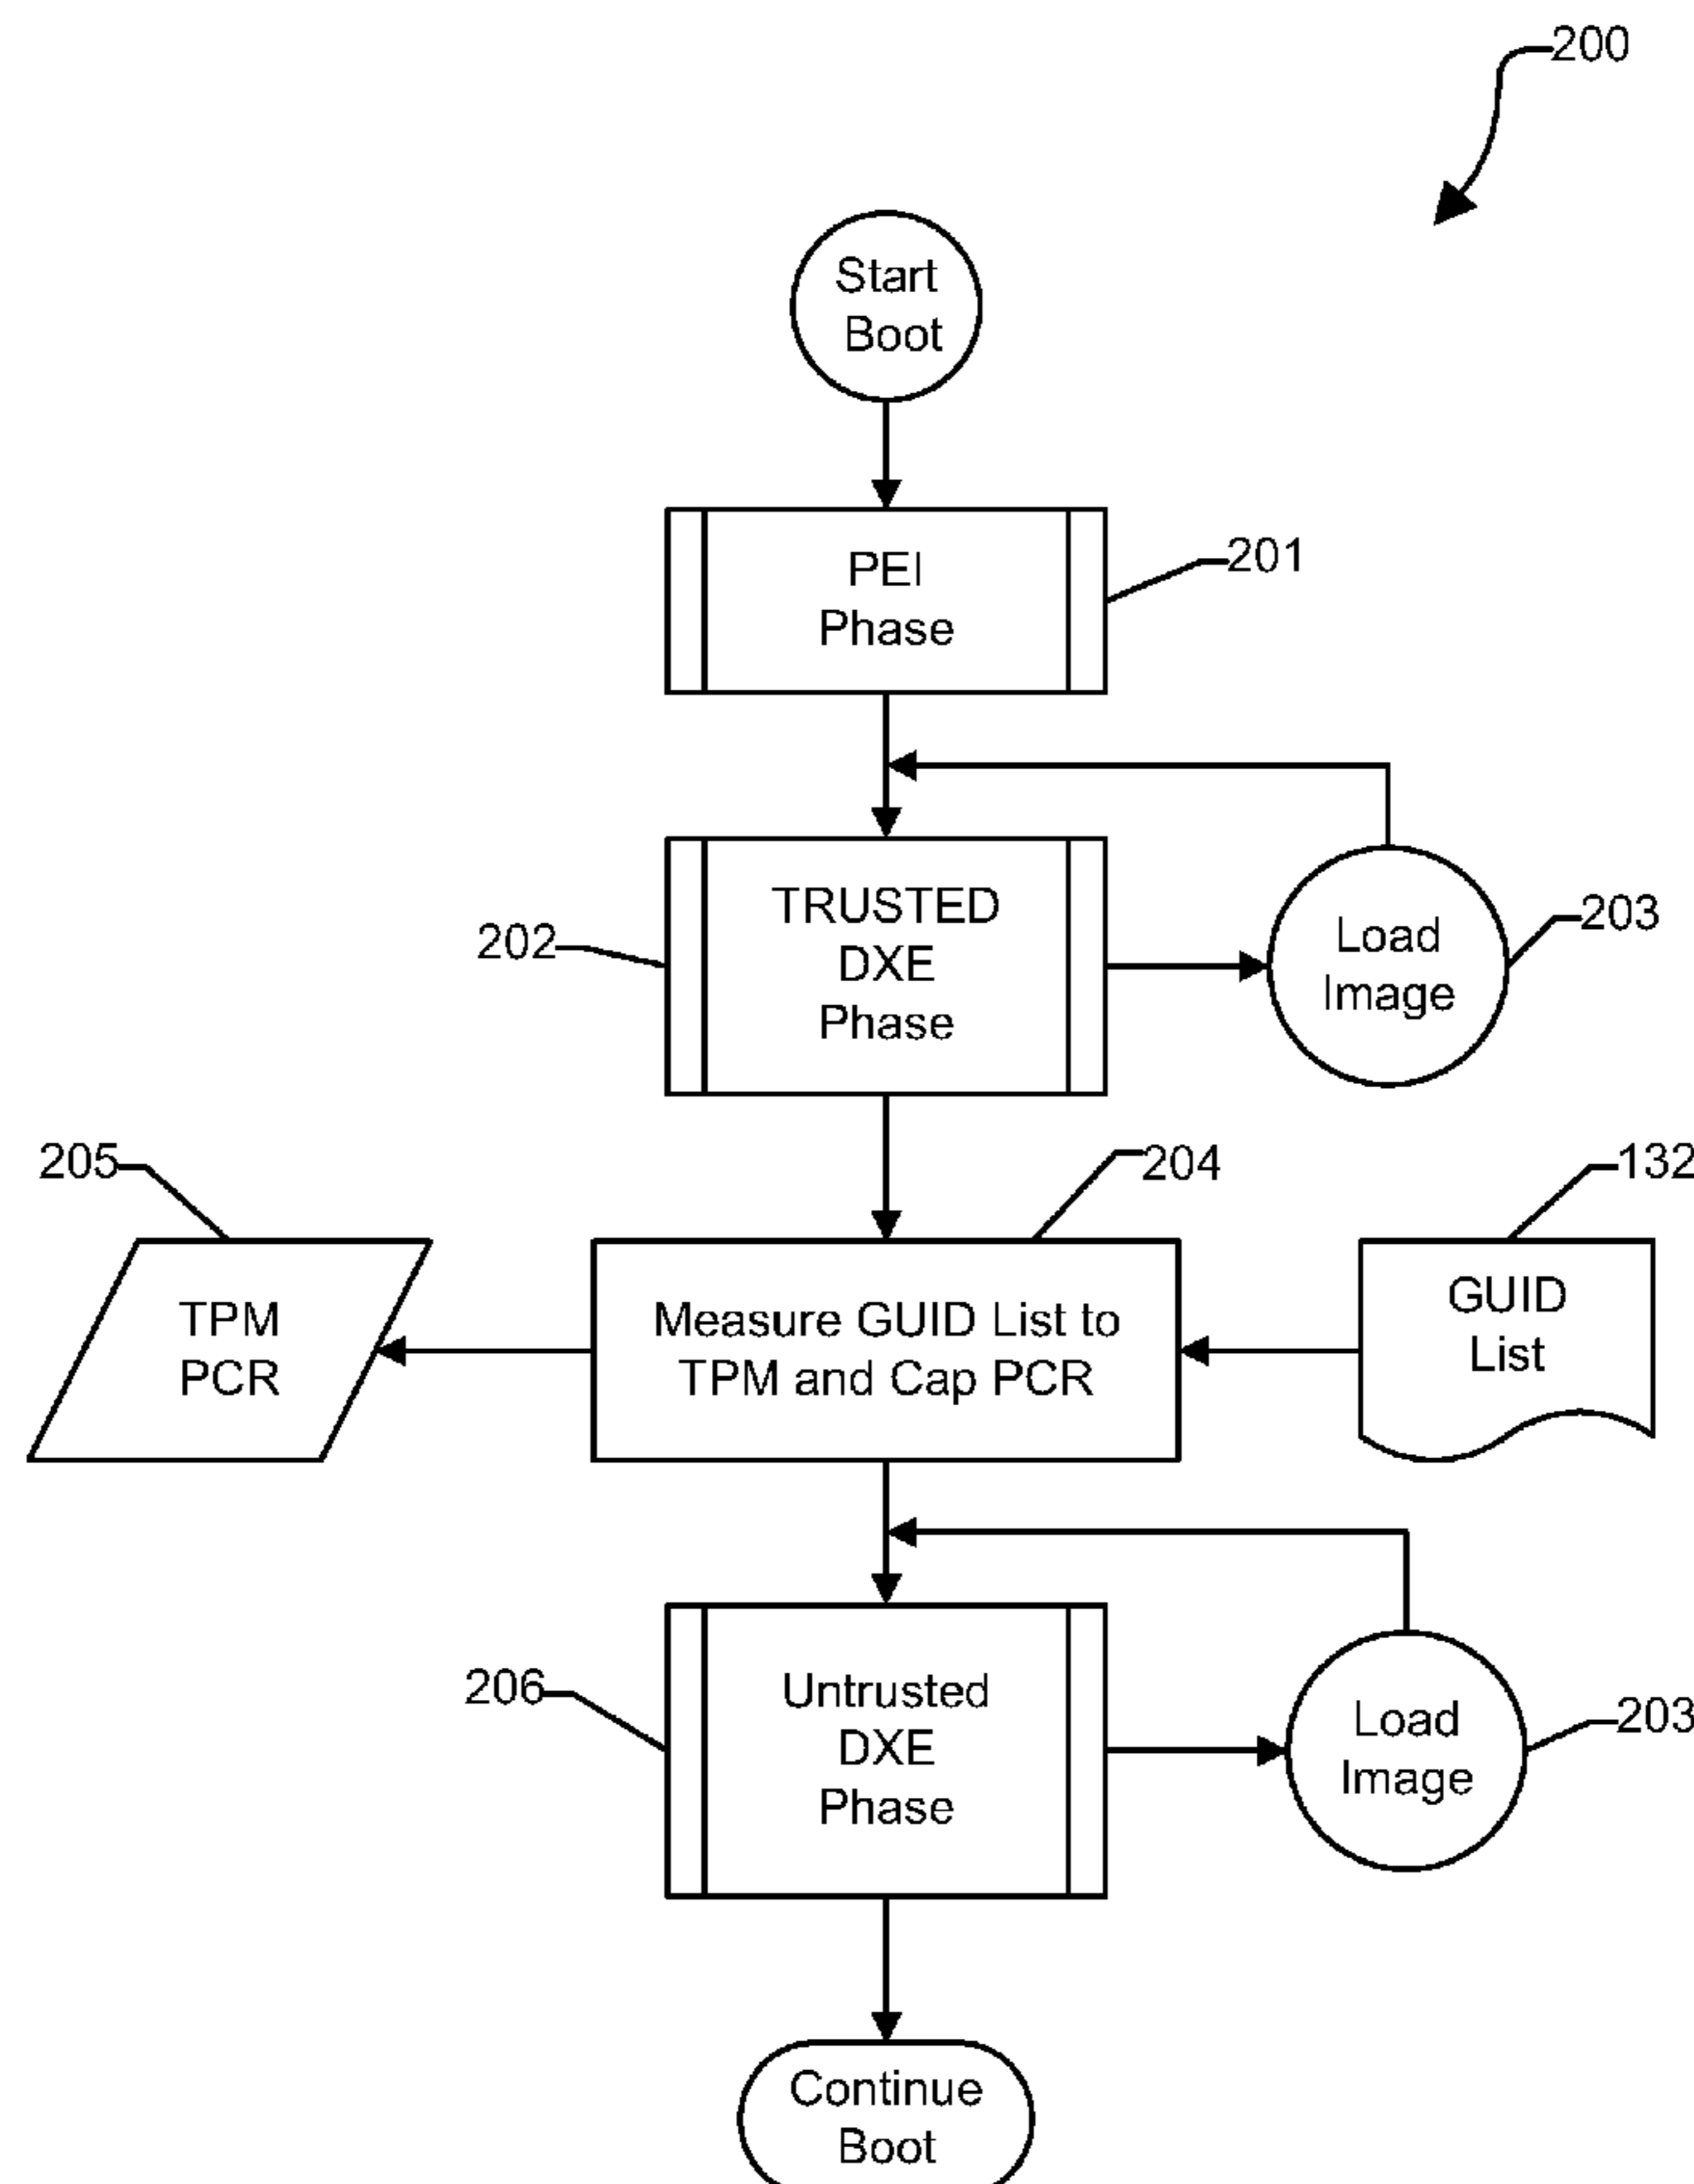 200
Start
Boot
PEI
Phase
201
TRUSTED
DXE
Phase
202
Load
Image
203
205
204
132
TPM
PCR
Measure GUID List to
TPM and Cap PCR
GUID
List
206
Untrusted
DXE
Phase
Load
Image
203
Continue
Boot